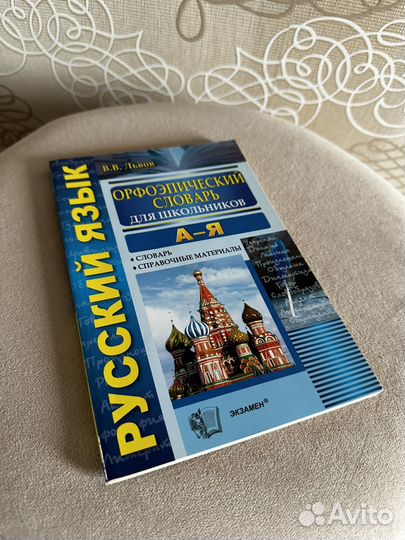 В.В. Львов
ОРФОЭПИЧЕСКИЙ
СЛОВАРЬ
ДЛЯ ШКОЛЬНИКОВ
А–Я
• СЛОВАРЬ
• СПРАВОЧНЫЕ МАТЕРИАЛЫ
РУССКИЙ ЯЗЫК
ЭКЗАМЕН®
Avito